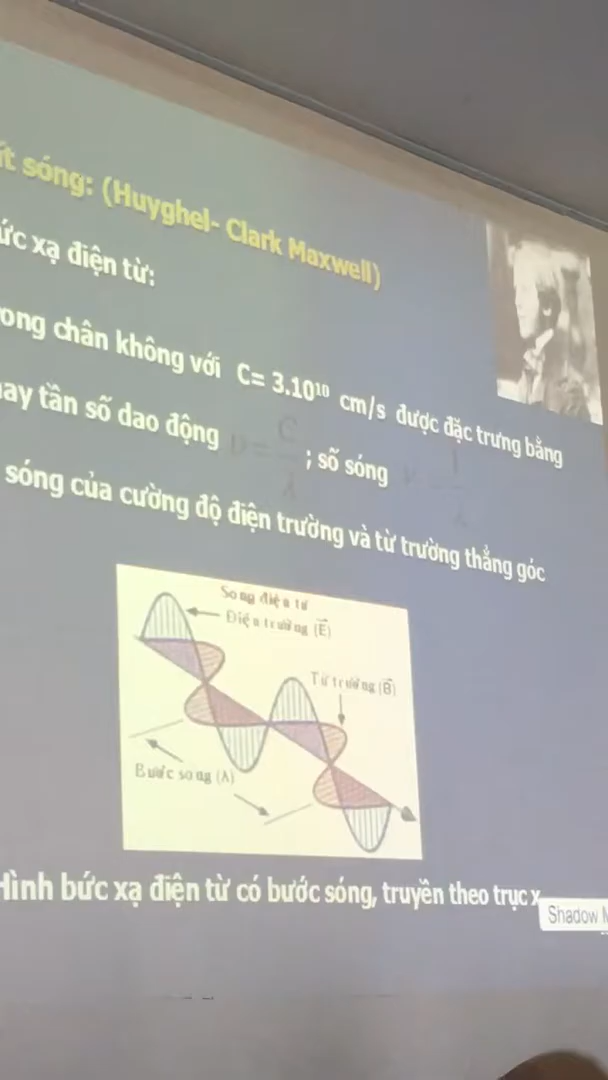 ít sóng: (Huyghel- Clark Maxwell)
ức xạ điện từ:
ong chân không với C= 3.10¹⁰ cm/s được đặc trưng bằng
ay tần số dao động ν = C/λ ; số sóng ν = 1/λ
sóng của cường độ điện trường và từ trường thẳng góc
Song điện từ
Điện trường (E⃗)
Từ trường (B⃗)
Bước song (λ)
Hình bức xạ điện từ có bước sóng, truyền theo trục x
Shadow